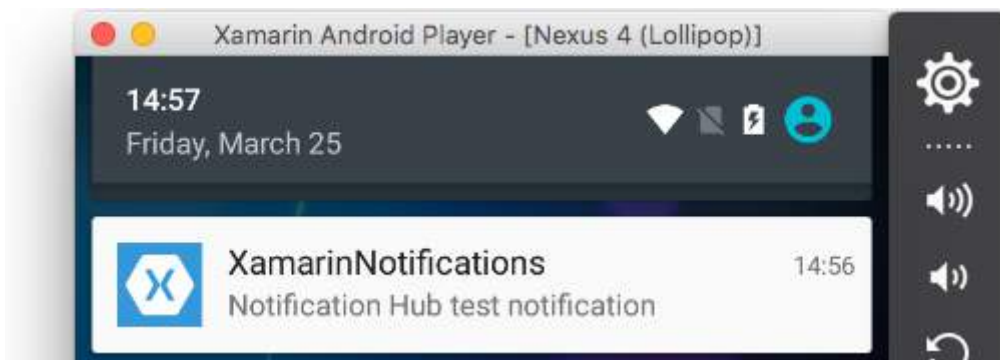 Xamarin Android Player - [Nexus 4 (Lollipop)]
14:57
Friday, March 25
XamarinNotifications 14:56
Notification Hub test notification